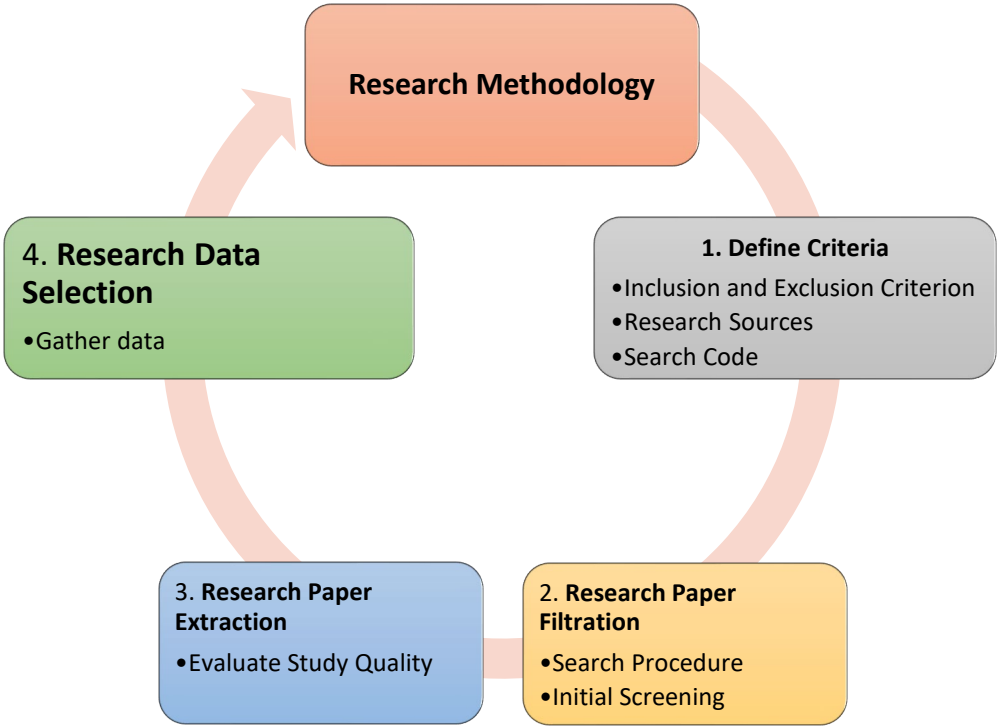 Research Methodology
1. Define Criteria
•Inclusion and Exclusion Criterion
•Research Sources
•Search Code
2. Research Paper
Filtration
•Search Procedure
•Initial Screening
3. Research Paper
Extraction
•Evaluate Study Quality
4. Research Data
Selection
•Gather data